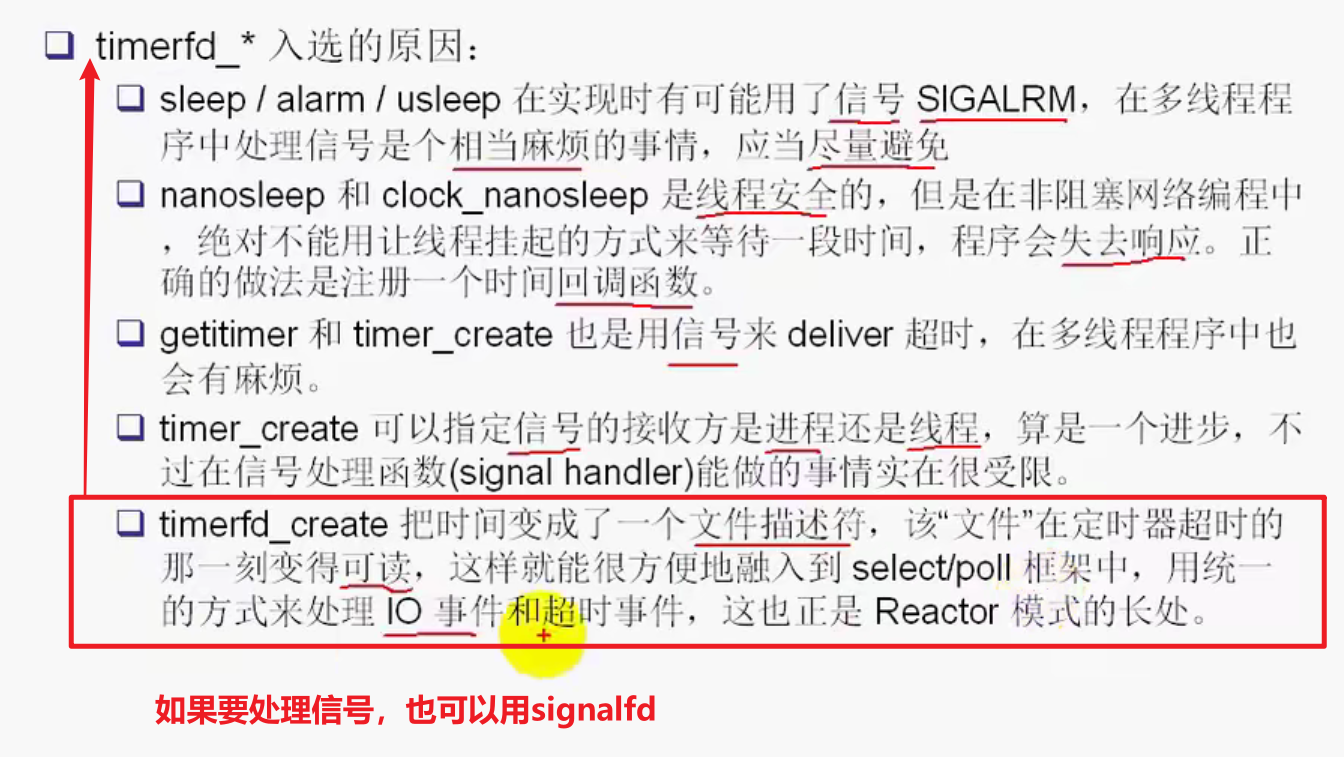 timerfd_* 入选的原因：
sleep / alarm / usleep 在实现时有可能用了信号 SIGALRM，在多线程程
序中处理信号是个相当麻烦的事情，应当尽量避免
nanosleep 和 clock_nanosleep 是线程安全的，但是在非阻塞网络编程中
，绝对不能用让线程挂起的方式来等待一段时间，程序会失去响应。正
确的做法是注册一个时间回调函数。
getitimer 和 timer_create 也是用信号来 deliver 超时，在多线程程序中也
会有麻烦。
timer_create 可以指定信号的接收方是进程还是线程，算是一个进步，不
过在信号处理函数(signal handler)能做的事情实在很受限。
timerfd_create 把时间变成了一个文件描述符，该“文件”在定时器超时的
那一刻变得可读，这样就能很方便地融入到 select/poll 框架中，用统一
的方式来处理 IO 事件和超时事件，这也正是 Reactor 模式的长处。
如果要处理信号，也可以用signalfd